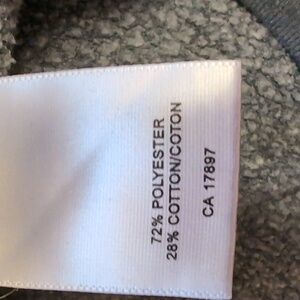 72% POLYESTER
28% COTTON/COTON
CA 17897